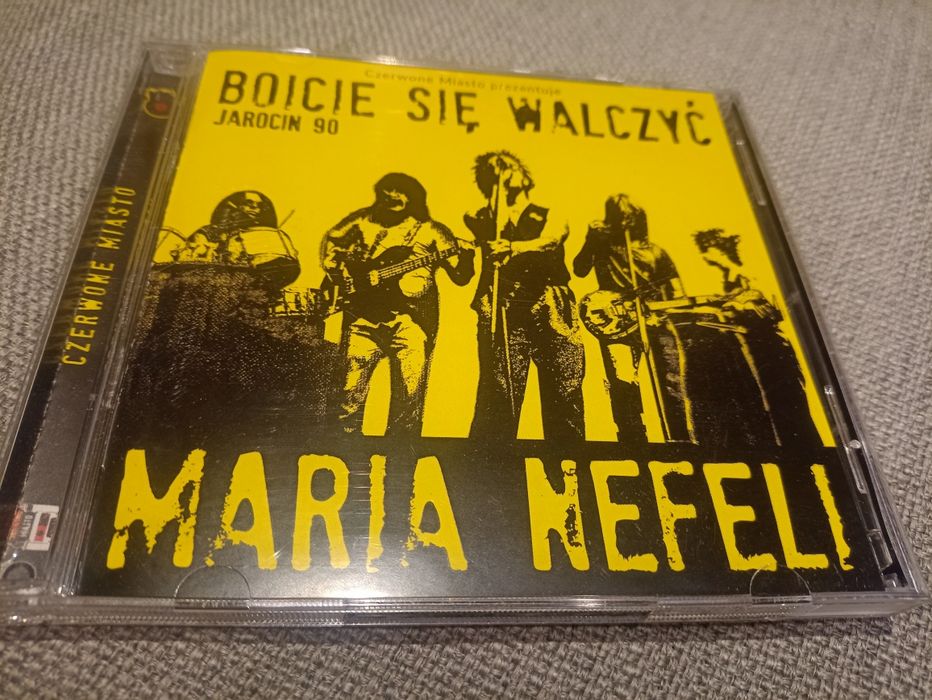 Czerwone Miasto prezentuje
BOICIE SIĘ WALCZYĆ
JAROCIN 90
CZERWONE MIASTO
MARIA NEFELI